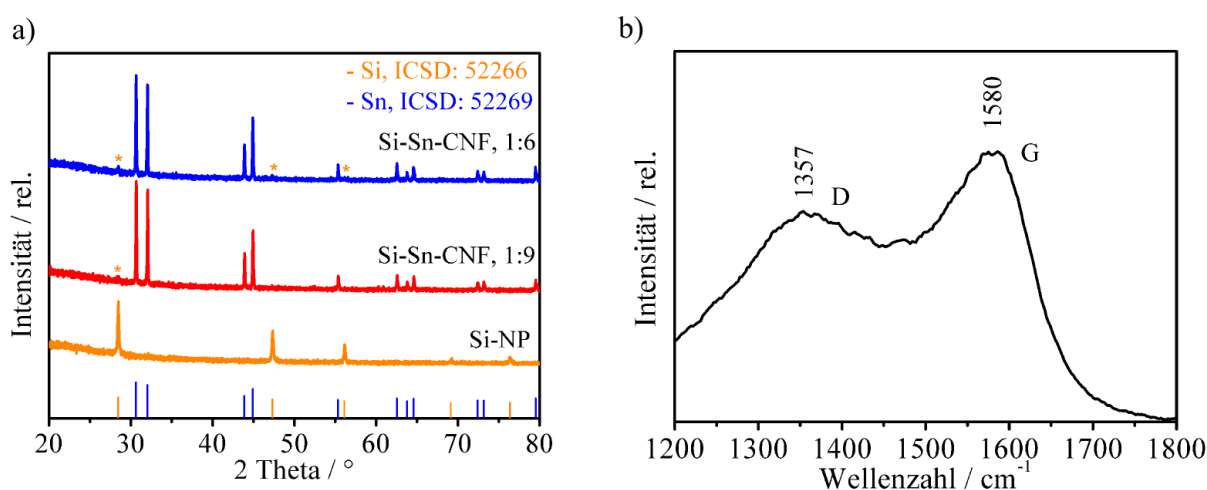 a)
- Si, ICSD: 52266
- Sn, ICSD: 52269
Si-Sn-CNF, 1:6
* * *
Si-Sn-CNF, 1:9
*
Si-NP
Intensität / rel.
20 30 40 50 60 70 80
2 Theta / °
b)
1357
D
1580
G
Intensität / rel.
1200 1300 1400 1500 1600 1700 1800
Wellenzahl / cm⁻¹